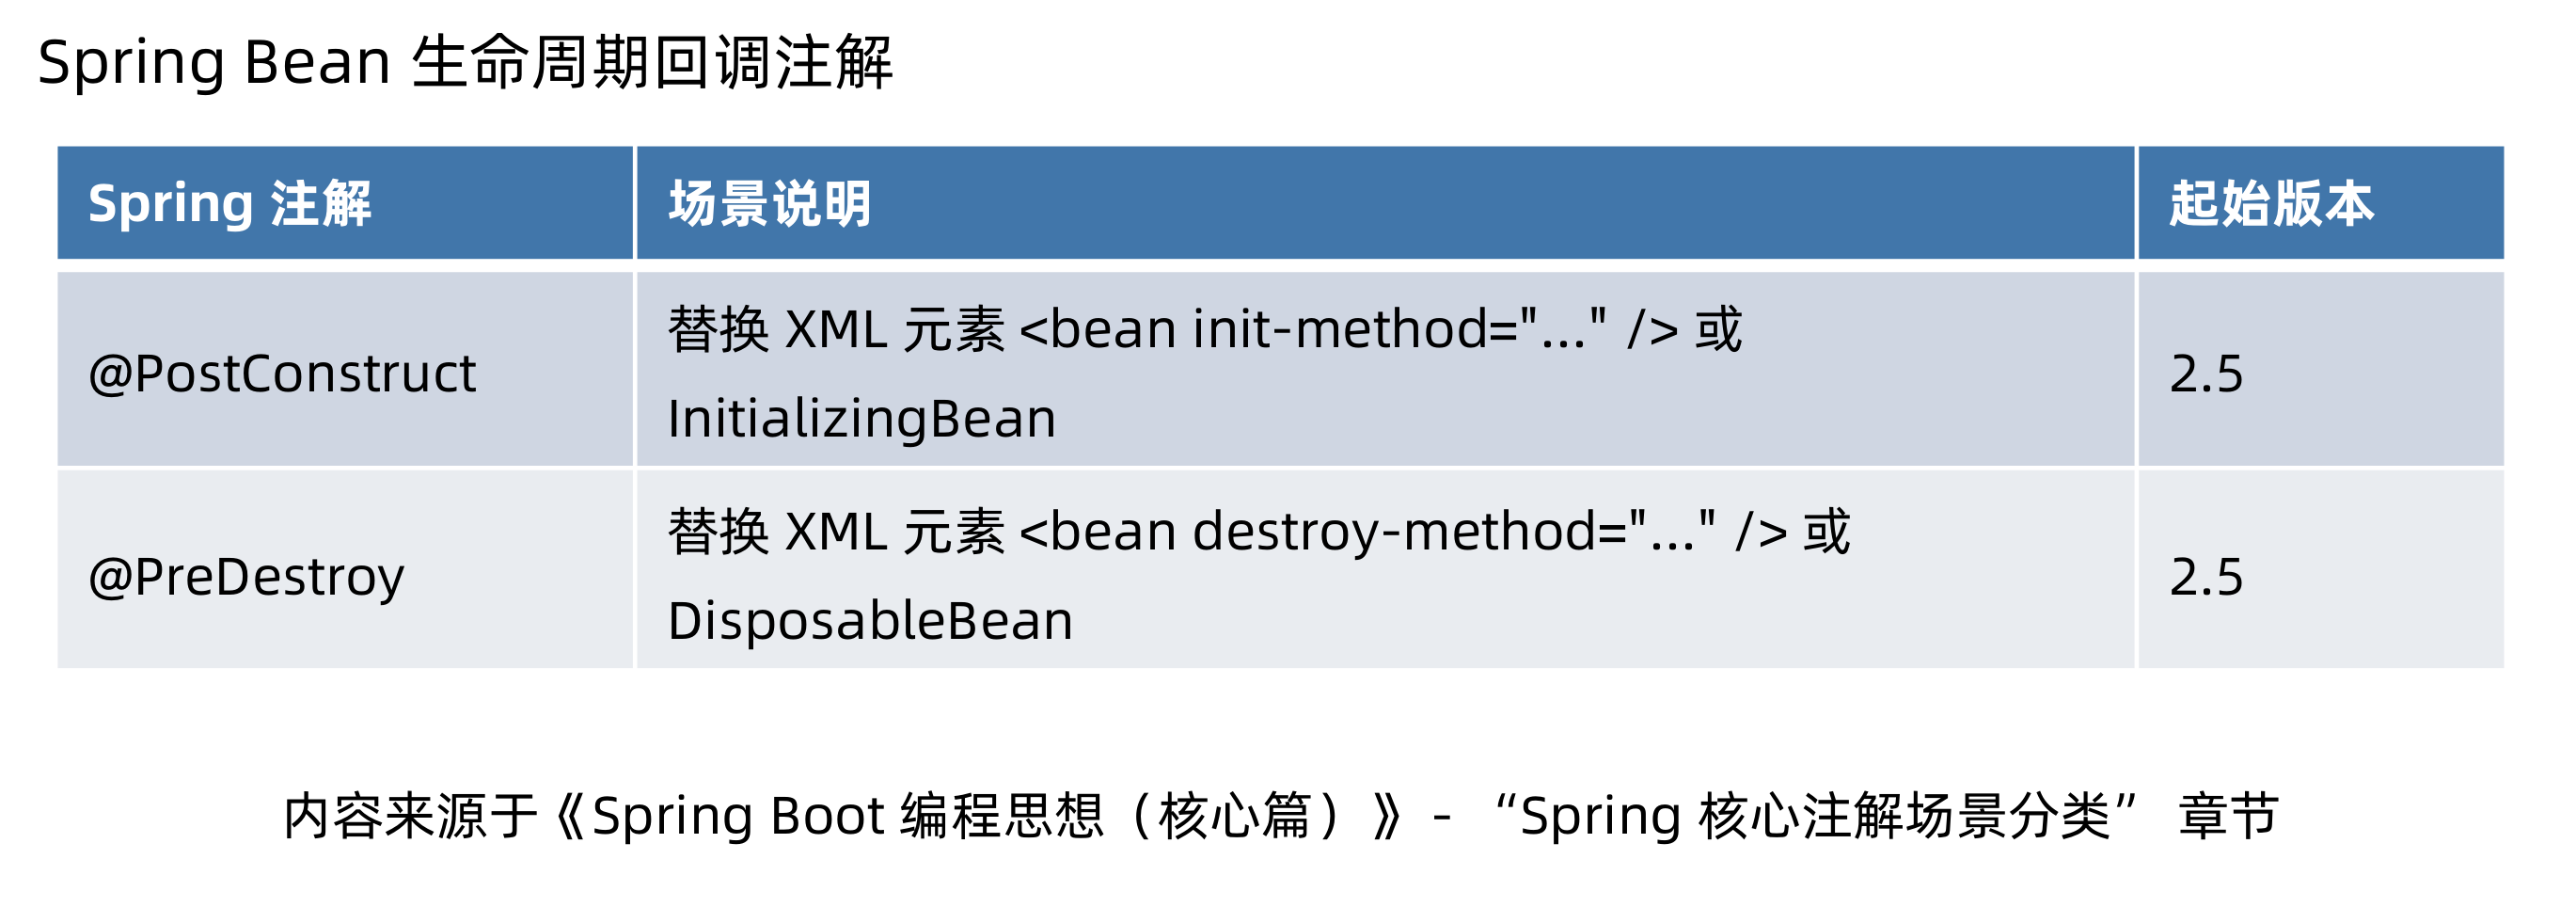 Spring Bean 生命周期回调注解
Spring 注解 场景说明 起始版本
@PostConstruct
替换 XML 元素 <bean init-method="..." /> 或
InitializingBean
2.5
@PreDestroy
替换 XML 元素 <bean destroy-method="..." /> 或
DisposableBean
2.5
内容来源于《Spring Boot 编程思想（核心篇）》- “Spring 核心注解场景分类” 章节